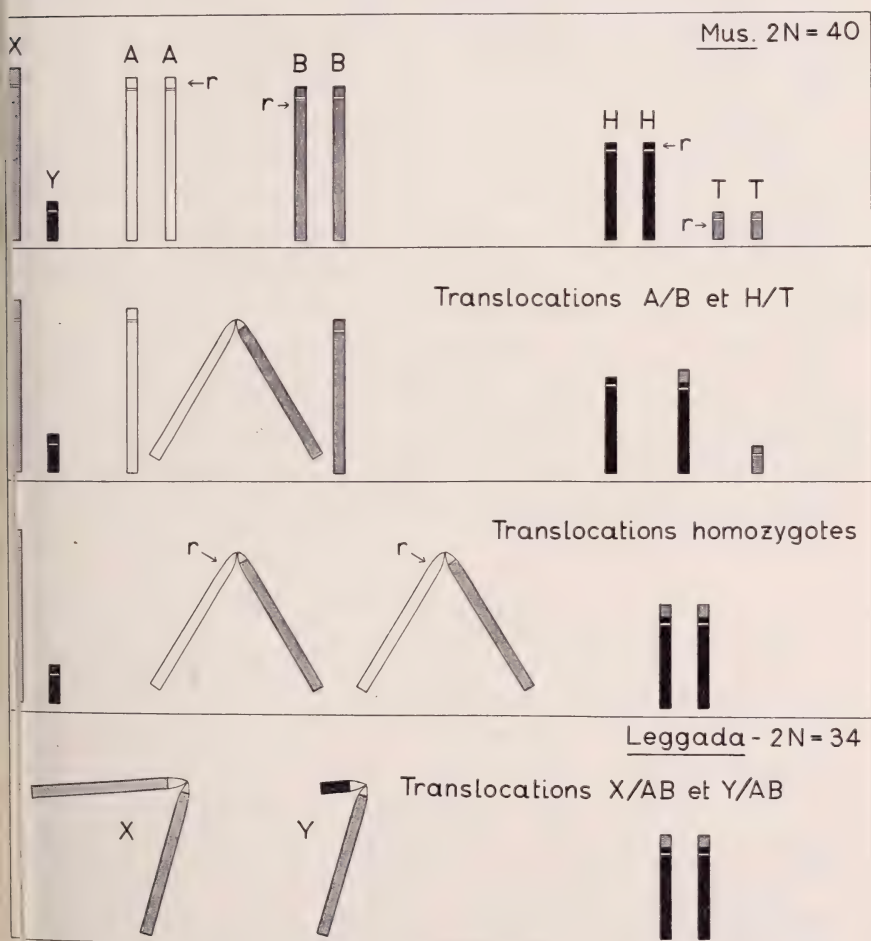 Mus. 2N = 40
X
A A
←r
B B
r→
Y
H H
←r
T T
r→
Translocations A/B et H/T
Translocations homozygotes
r
r
Leggada - 2N = 34
Translocations X/AB et Y/AB
X
Y